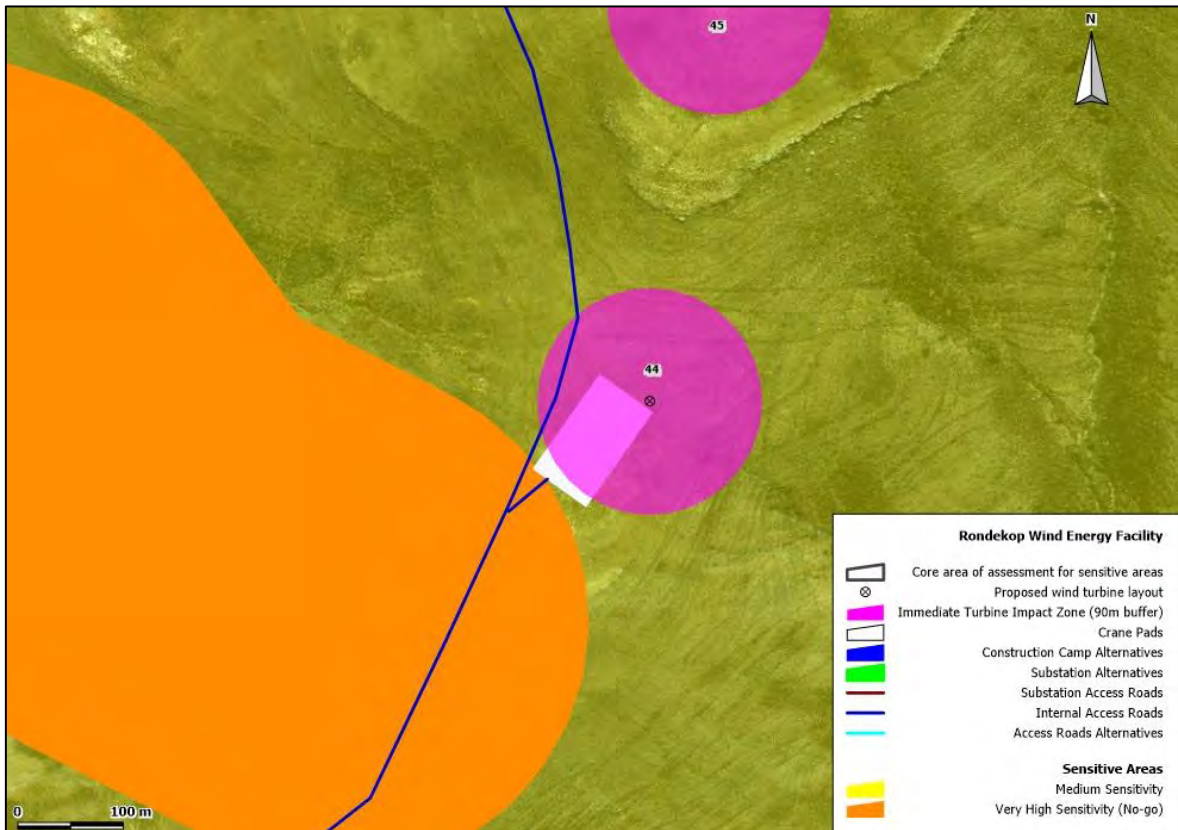 45
N
44
Rondekop Wind Energy Facility
Core area of assessment for sensitive areas
Proposed wind turbine layout
Immediate Turbine Impact Zone (90m buffer)
Crane Pads
Construction Camp Alternatives
Substation Alternatives
Substation Access Roads
Internal Access Roads
Access Roads Alternatives
Sensitive Areas
Medium Sensitivity
Very High Sensitivity (No-go)
0 100 m